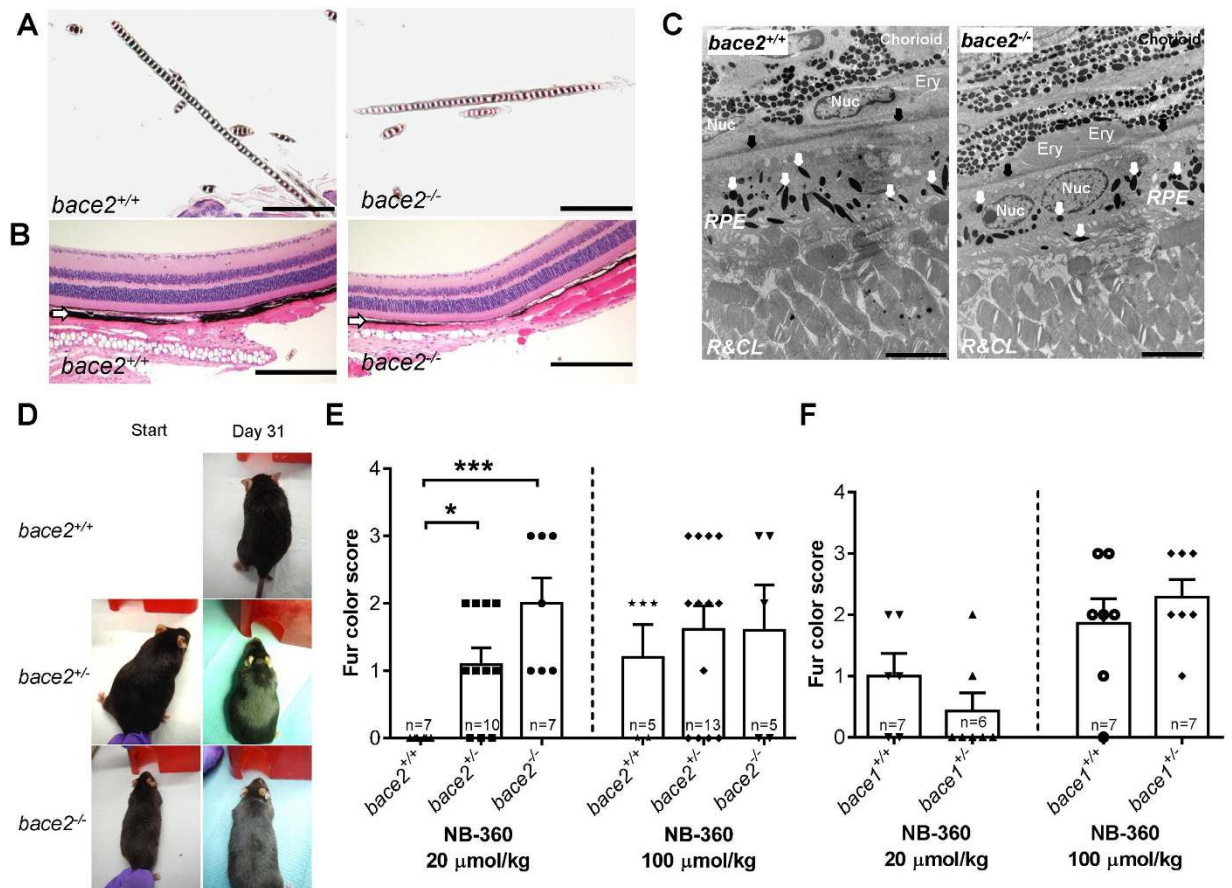 A
bace2+/+
bace2-/-
B
bace2+/+
bace2-/-
C
bace2+/+
Chorioid
Ery
Nuc
Nuc
RPE
R&CL
bace2-/-
Chorioid
Ery
Ery
Nuc
Nuc
RPE
R&CL
D
Start Day 31
bace2+/+
bace2+/-
bace2-/-
E
Fur color score
4
3
2
1
0
***
*
n=7
n=10
n=7
n=5
n=13
n=5
bace2+/+
bace2+/-
bace2-/-
bace2+/+
bace2+/-
bace2-/-
NB-360
20 μmol/kg
NB-360
100 μmol/kg
F
Fur color score
4
3
2
1
0
n=7
n=6
n=7
n=7
bace1+/+
bace1+/-
bace1+/+
bace1+/-
NB-360
20 μmol/kg
NB-360
100 μmol/kg